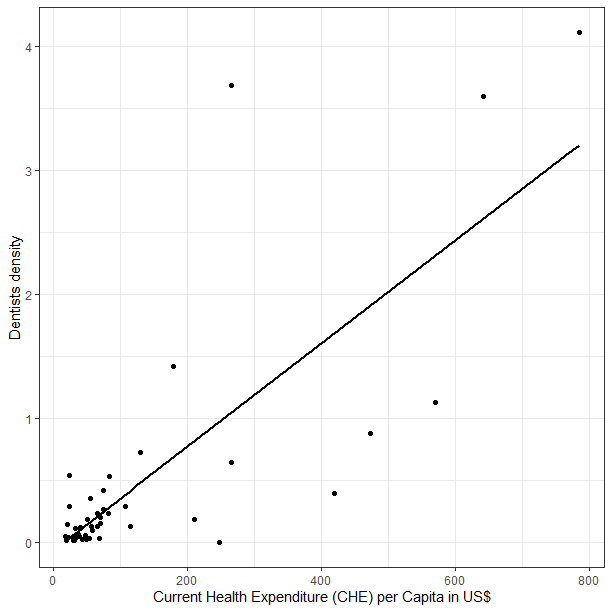 4
3
2
1
0
Dentists density
0 200 400 600 800
Current Health Expenditure (CHE) per Capita in US$